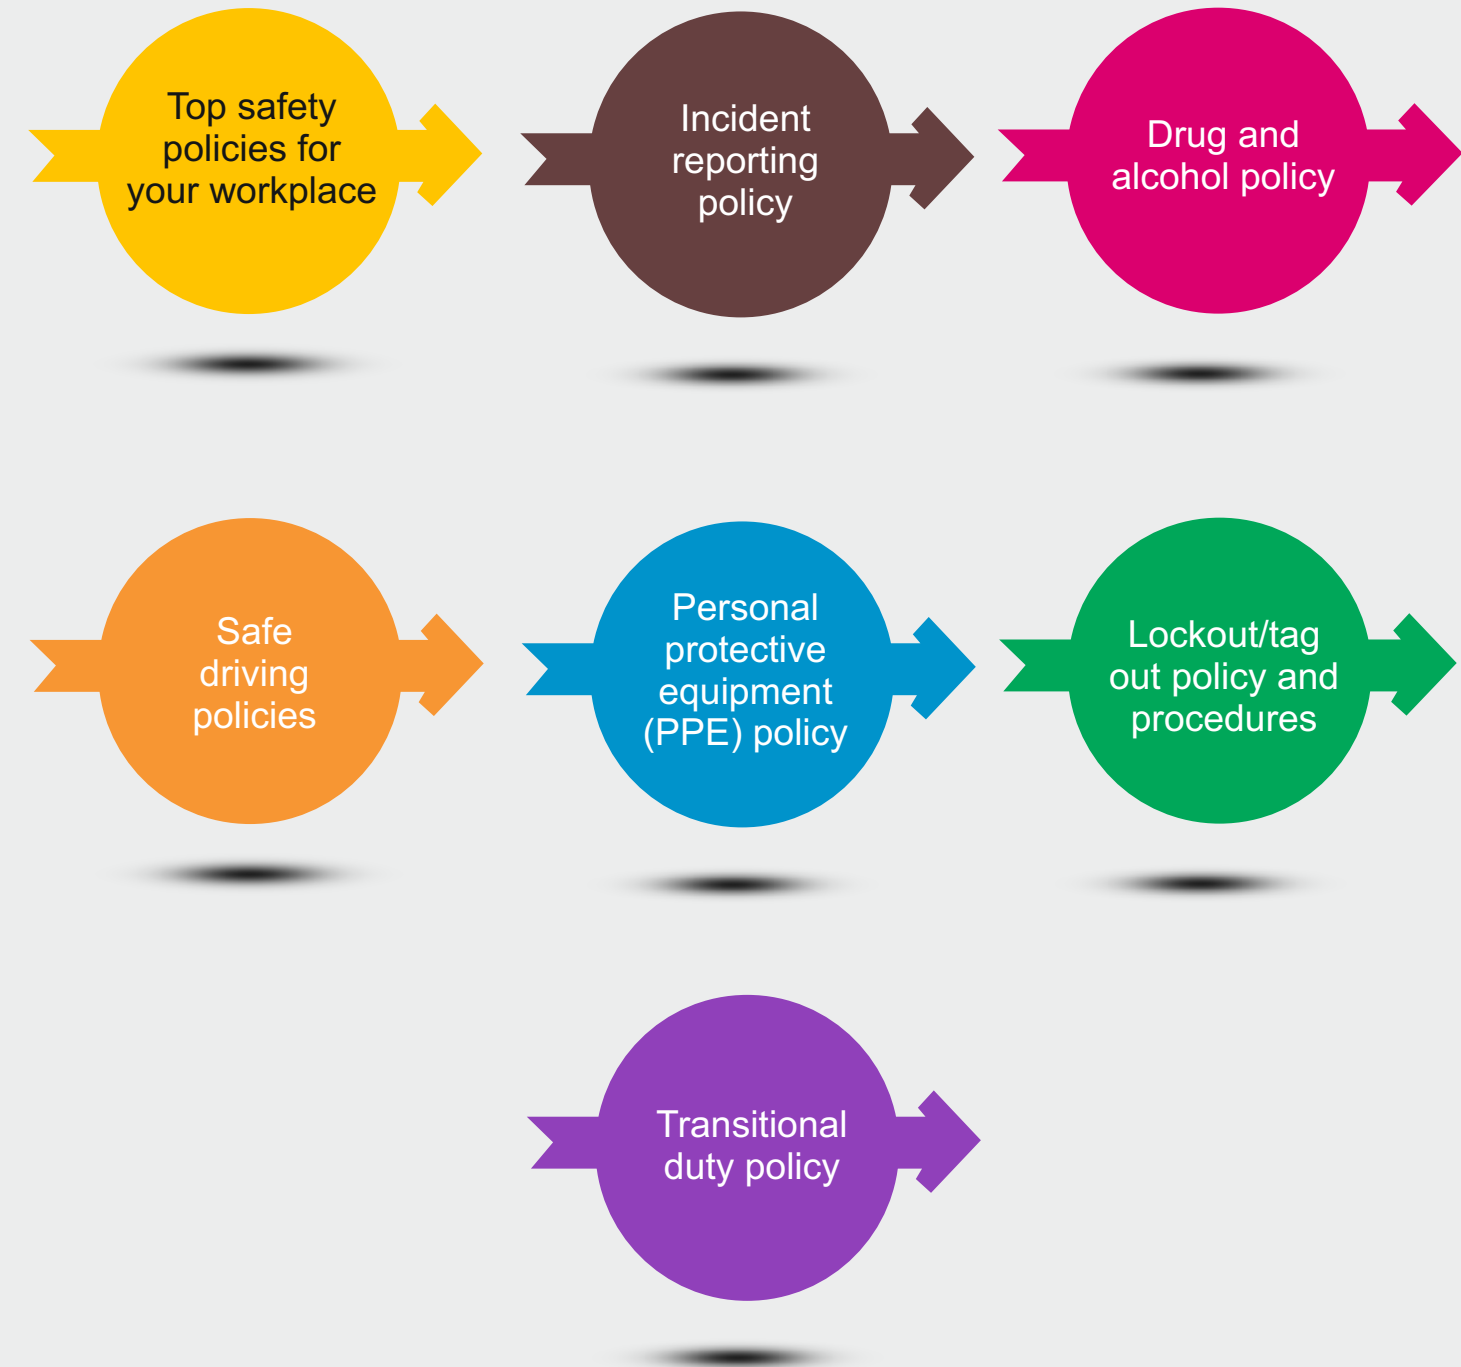 Top safety
policies for
your workplace
Incident
reporting
policy
Drug and
alcohol policy
Safe
driving
policies
Personal
protective
equipment
(PPE) policy
Lockout/tag
out policy and
procedures
Transitional
duty policy